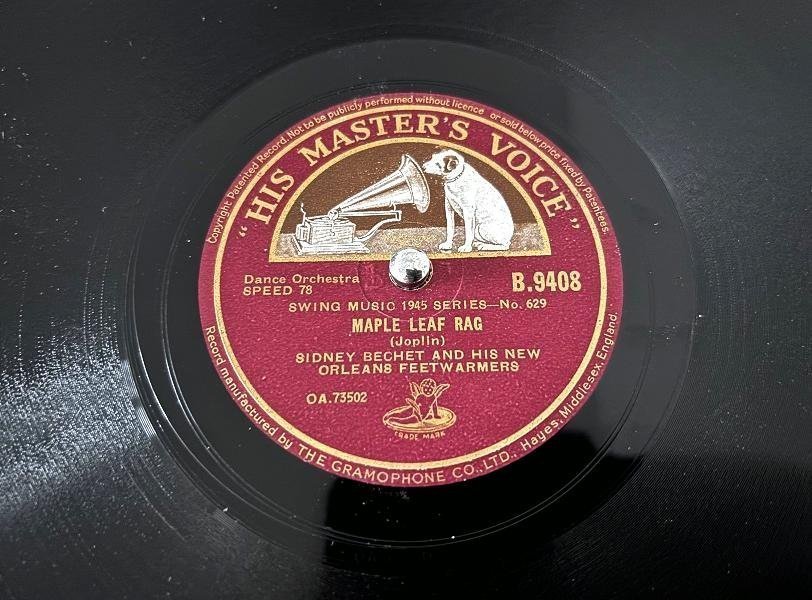 Copyright. Patented Record. Not to be publicly performed without licence or sold below price fixed by Patentees.
"HIS MASTER'S VOICE"
Dance Orchestra
SPEED 78
B.9408
SWING MUSIC 1945 SERIES—No. 629
MAPLE LEAF RAG
(Joplin)
SIDNEY BECHET AND HIS NEW
ORLEANS FEETWARMERS
OA.73502
TRADE MARK
Record manufactured by THE GRAMOPHONE CO., LTD., Hayes, Middlesex, England.